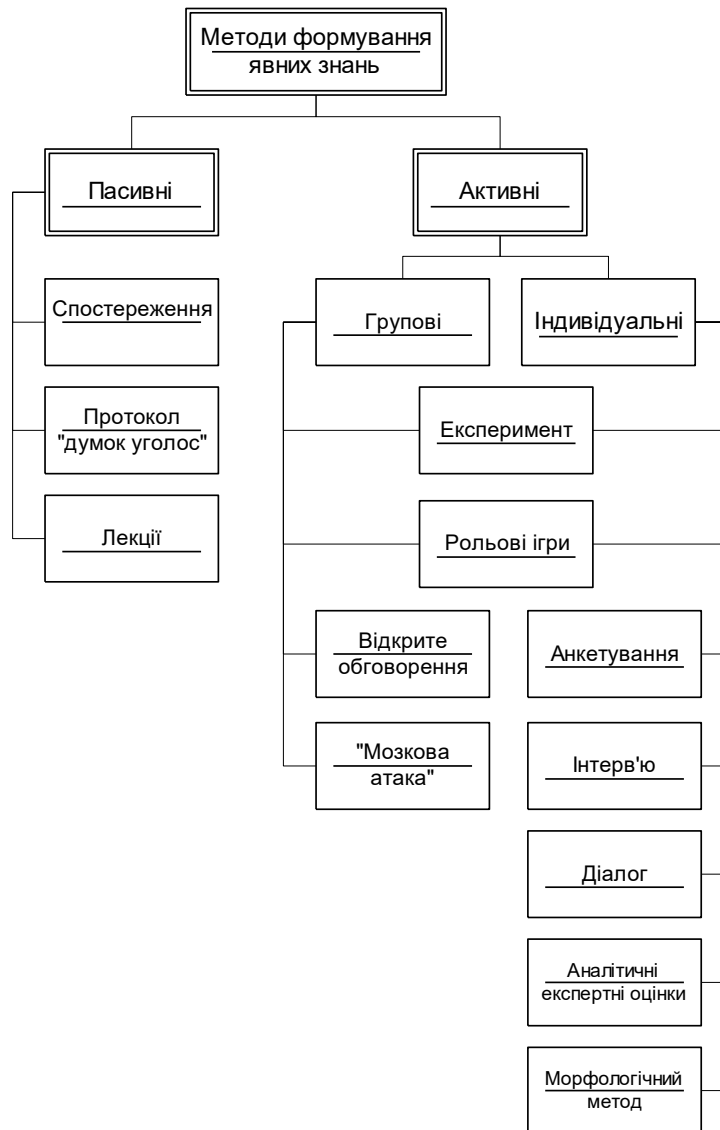 Методи формування
явних знань
Пасивні
Активні
Спостереження
Групові
Індивідуальні
Протокол
"думок уголос"
Експеримент
Лекції
Рольові ігри
Відкрите
обговорення
Анкетування
"Мозкова
атака"
Інтерв'ю
Діалог
Аналітичні
експертні оцінки
Морфологічний
метод